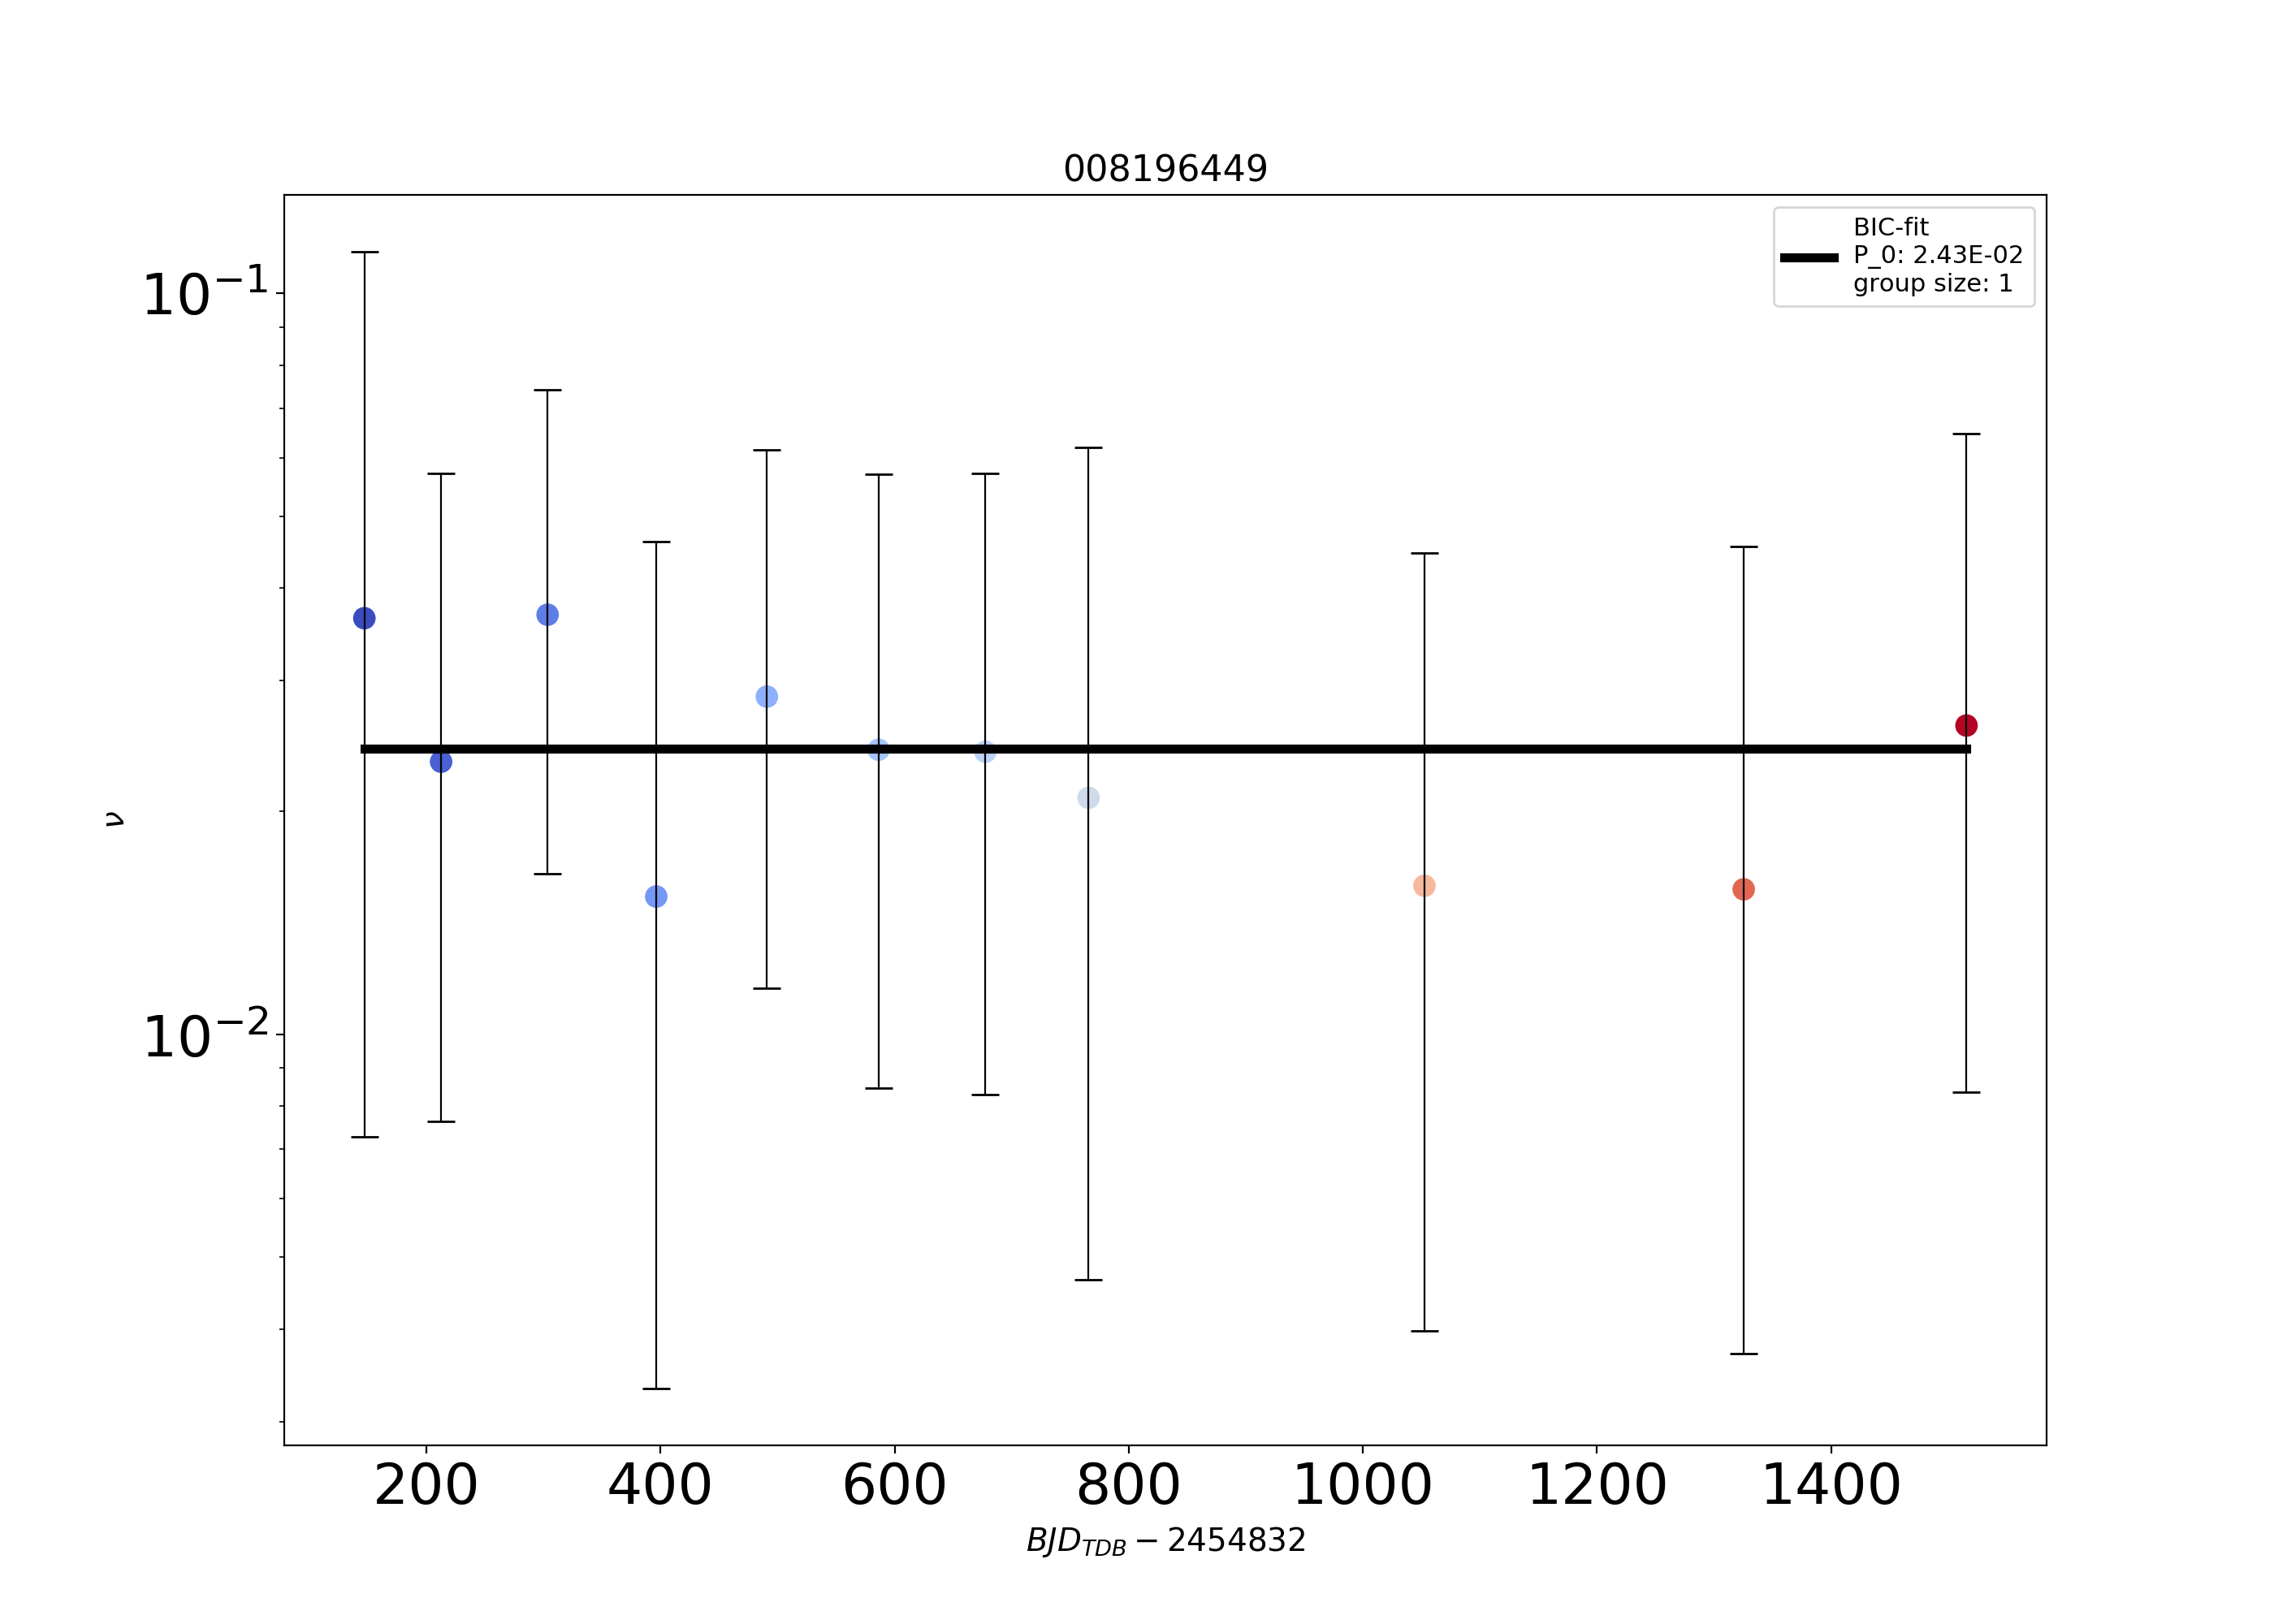 008196449
BIC-fit
P_0: 2.43E-02
group size: 1
10⁻¹
10⁻²
ν
200 400 600 800 1000 1200 1400
BJD_TDB − 2454832